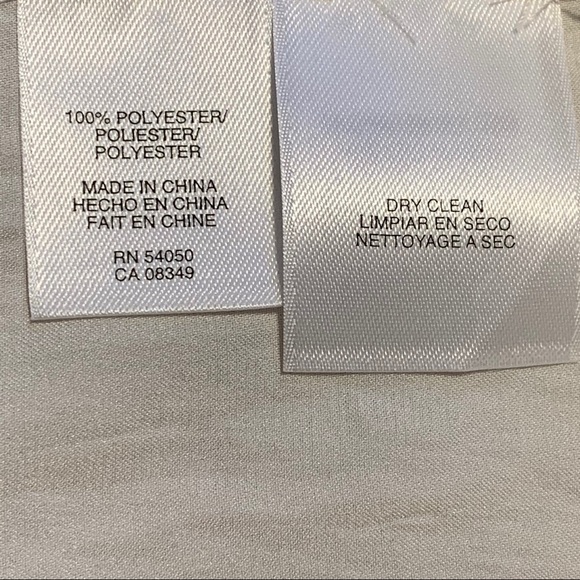 100% POLYESTER/
POLIESTER/
POLYESTER
MADE IN CHINA
HECHO EN CHINA
FAIT EN CHINE
RN 54050
CA 08349
DRY CLEAN
LIMPIAR EN SECO
NETTOYAGE A SEC